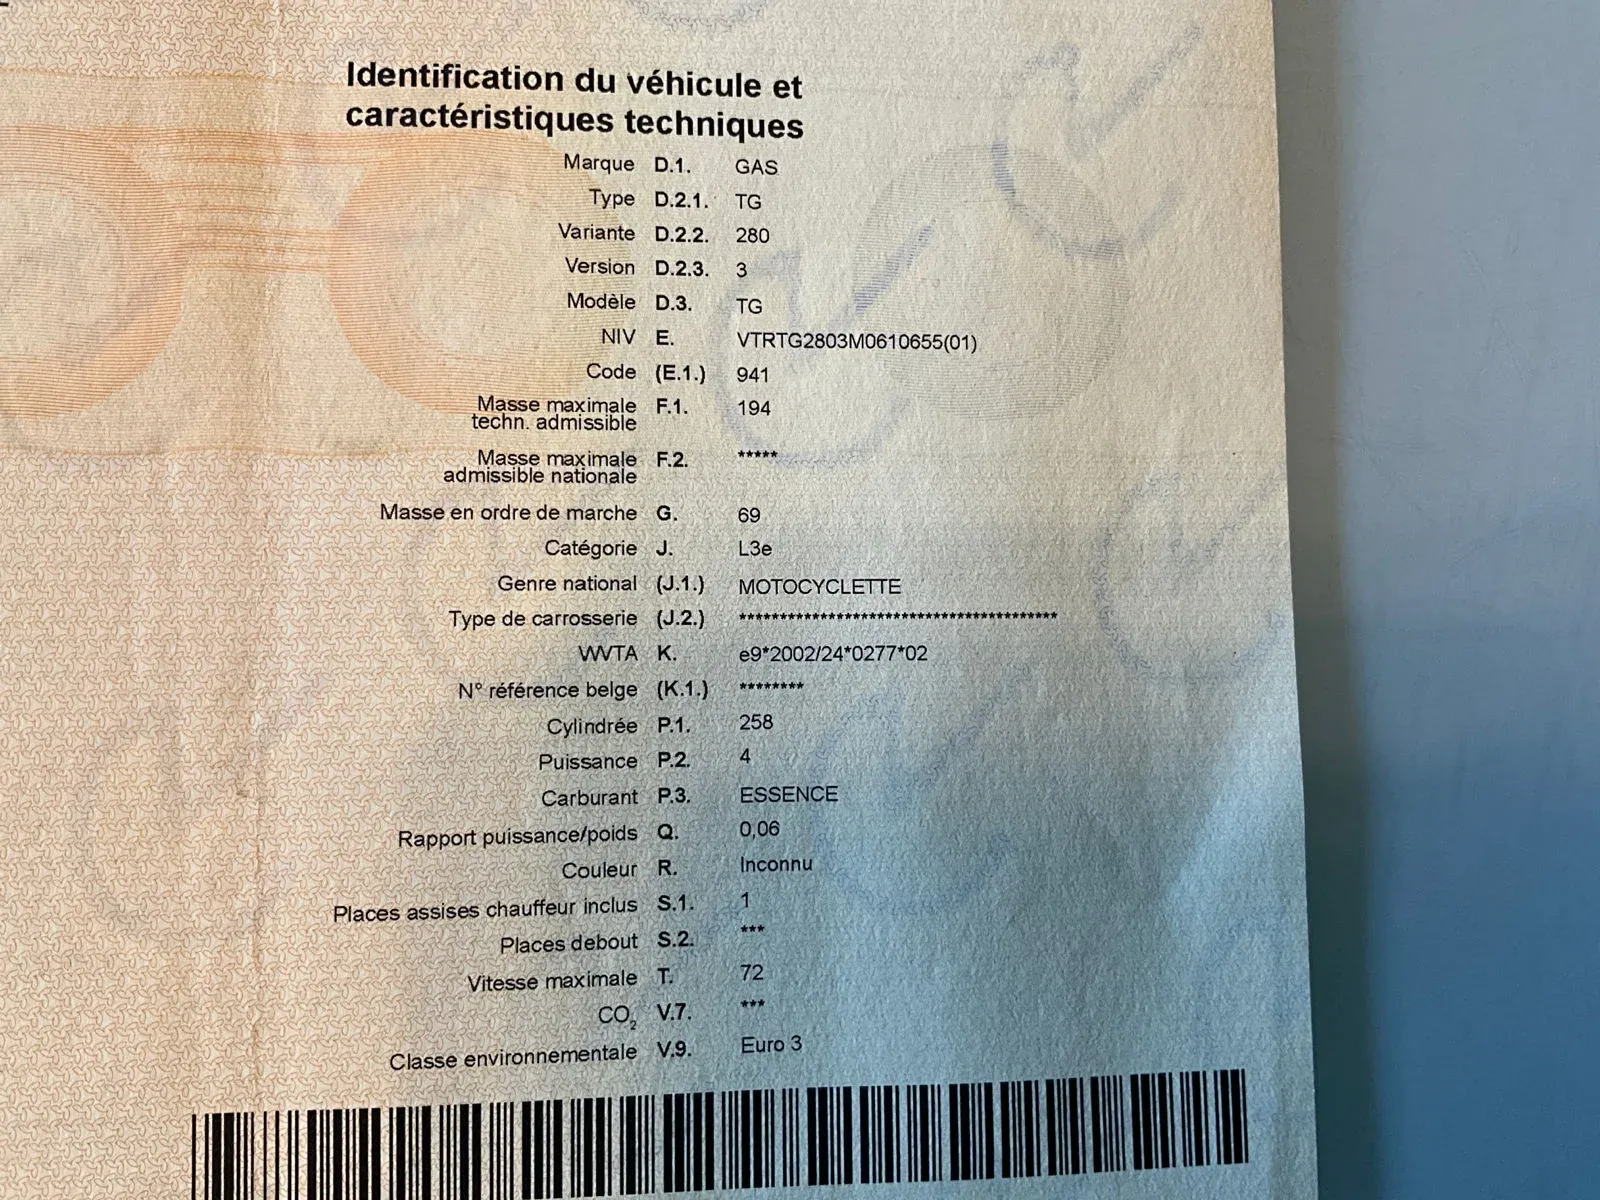 Identification du véhicule et
caractéristiques techniques
Marque D.1. GAS
Type D.2.1. TG
Variante D.2.2. 280
Version D.2.3. 3
Modèle D.3. TG
NIV E. VTRTG2803M0610655(01)
Code (E.1.) 941
Masse maximale F.1. 194
techn. admissible
Masse maximale F.2. *****
admissible nationale
Masse en ordre de marche G. 69
Catégorie J. L3e
Genre national (J.1.) MOTOCYCLETTE
Type de carrosserie (J.2.) ***************************************
WVTA K. e9*2002/24*0277*02
N° référence belge (K.1.) ********
Cylindrée P.1. 258
Puissance P.2. 4
Carburant P.3. ESSENCE
Rapport puissance/poids Q. 0,06
Couleur R. Inconnu
Places assises chauffeur inclus S.1. 1
Places debout S.2. ***
Vitesse maximale T. 72
CO₂ V.7. ***
Classe environnementale V.9. Euro 3